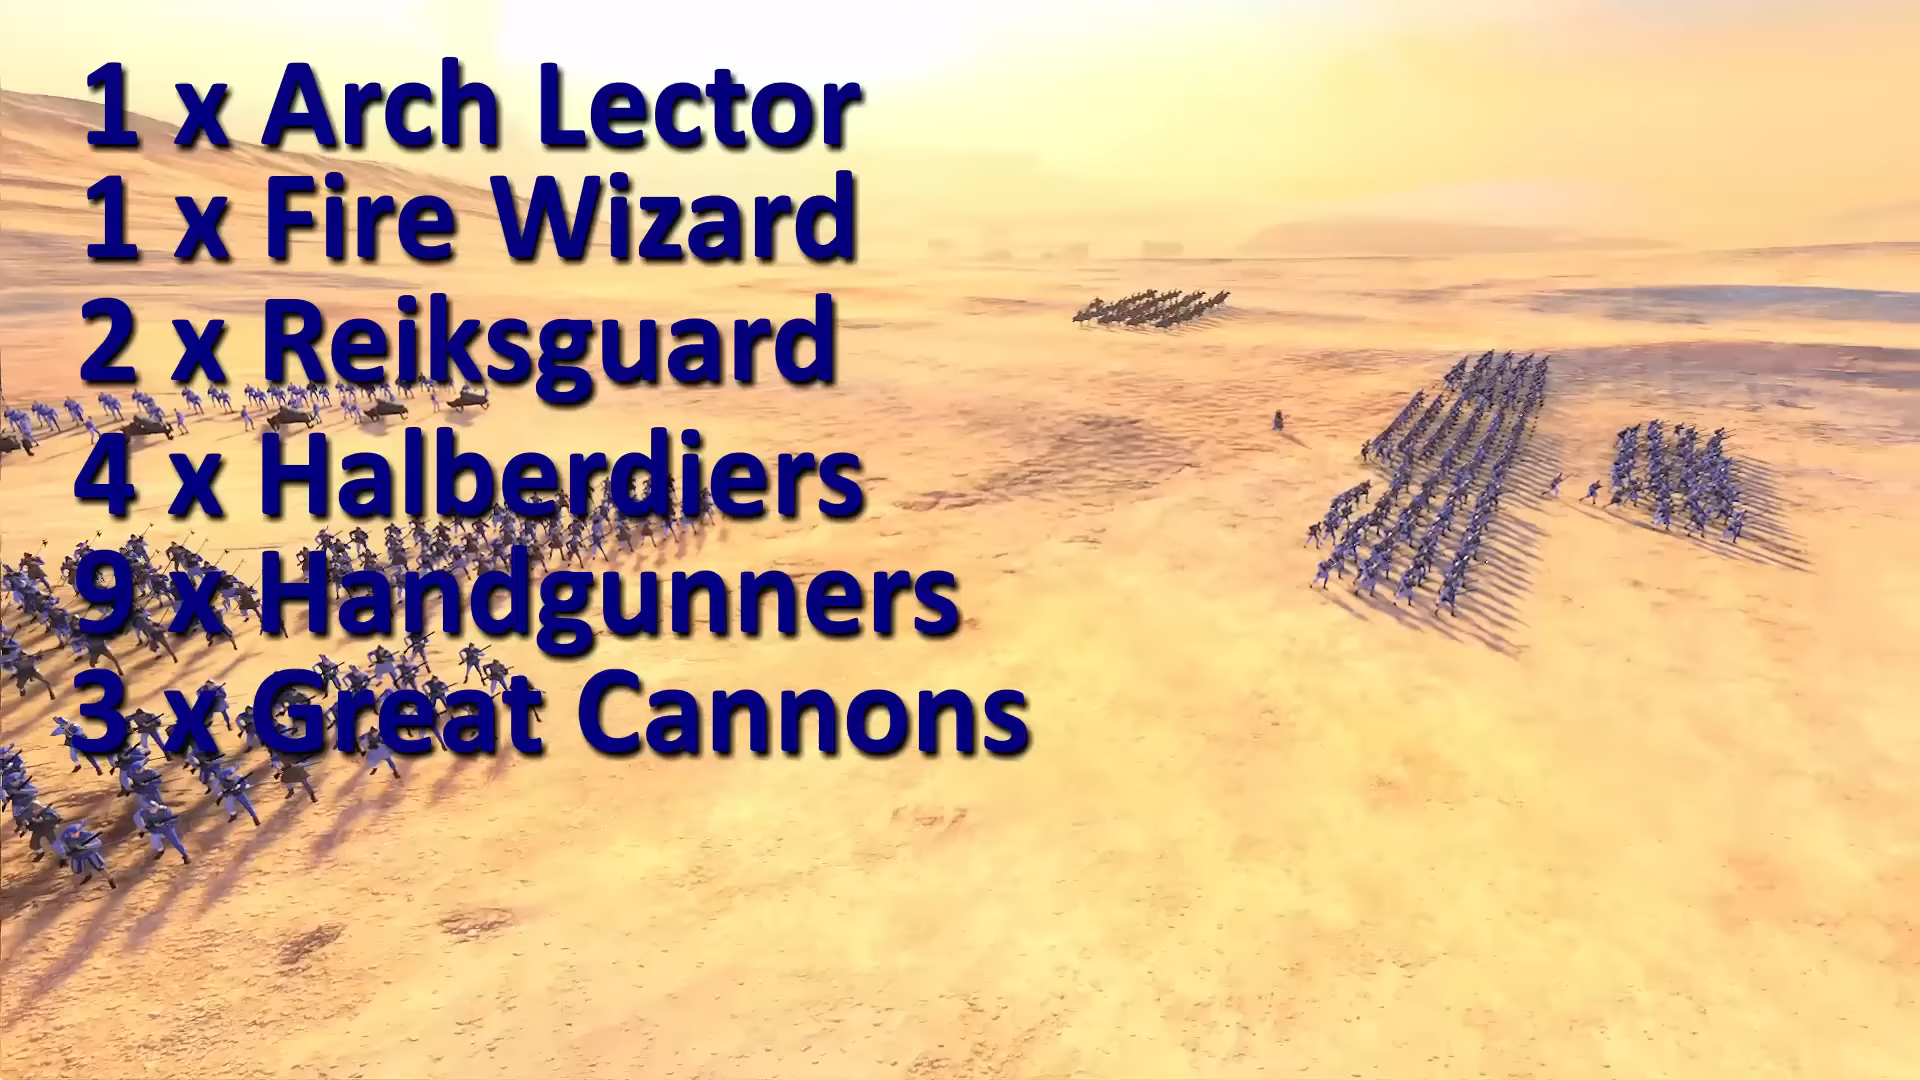 1 x Arch Lector
1 x Fire Wizard
2 x Reiksguard
4 x Halberdiers
9 x Handgunners
3 x Great Cannons